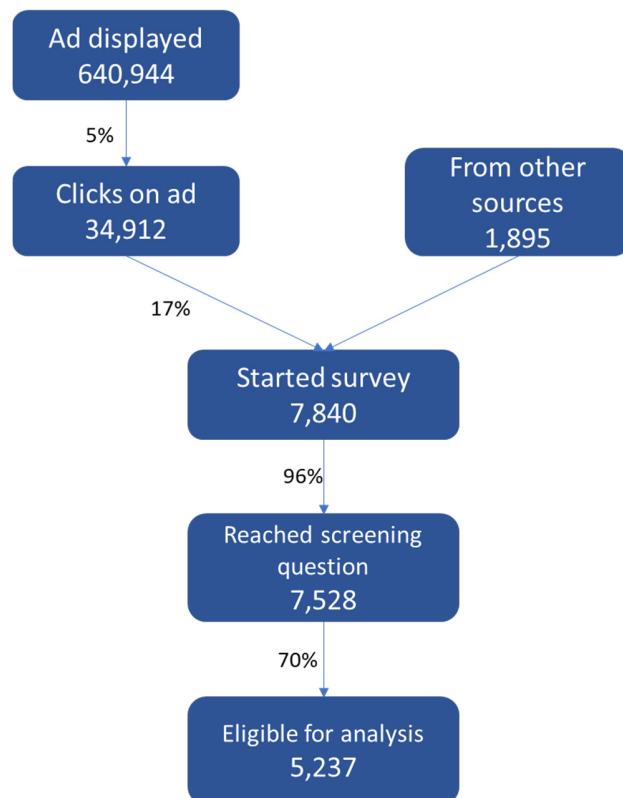 Ad displayed
640,944
5%
Clicks on ad
34,912
From other
sources
1,895
17%
Started survey
7,840
96%
Reached screening
question
7,528
70%
Eligible for analysis
5,237